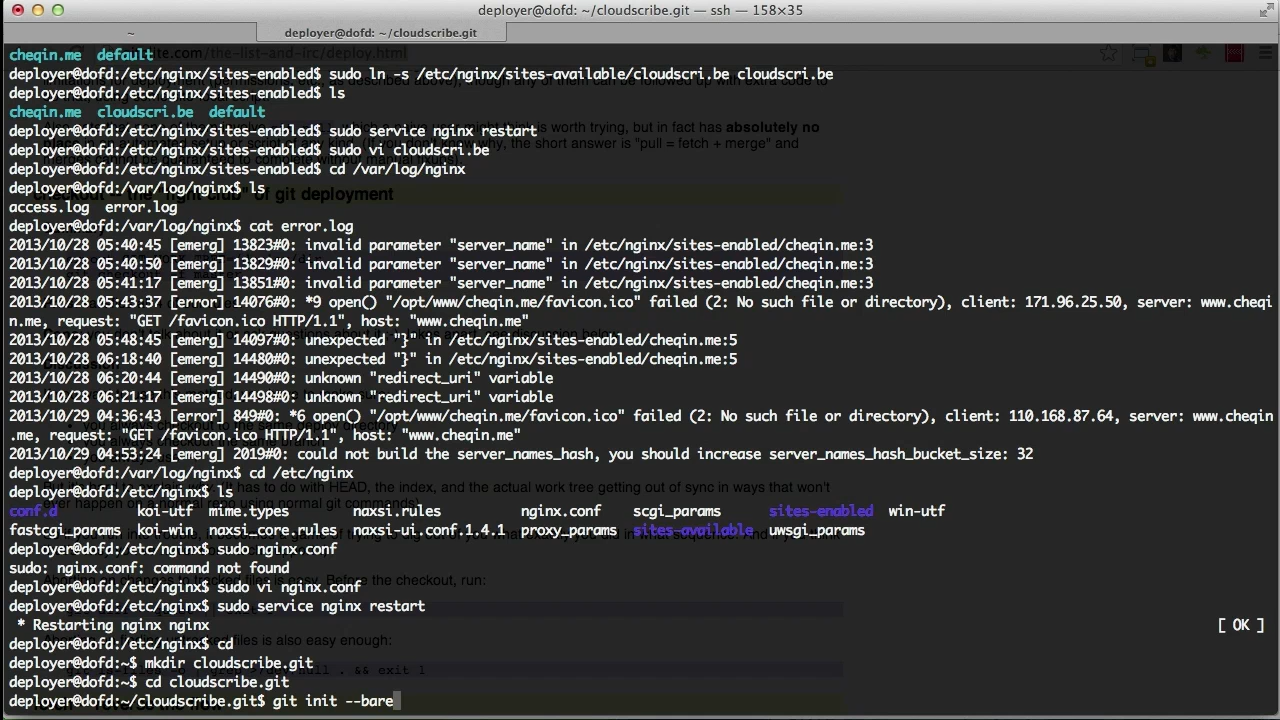 deployer@dofd: ~/cloudscribe.git — ssh — 158×35
~ deployer@dofd: ~/cloudscribe.git
cheqin.me default
deployer@dofd:/etc/nginx/sites-enabled$ sudo ln -s /etc/nginx/sites-available/cloudscri.be cloudscri.be
deployer@dofd:/etc/nginx/sites-enabled$ ls
cheqin.me cloudscri.be default
deployer@dofd:/etc/nginx/sites-enabled$ sudo service nginx restart
deployer@dofd:/etc/nginx/sites-enabled$ sudo vi cloudscri.be
deployer@dofd:/etc/nginx/sites-enabled$ cd /var/log/nginx
deployer@dofd:/var/log/nginx$ ls
access.log error.log
deployer@dofd:/var/log/nginx$ cat error.log
2013/10/28 05:40:45 [emerg] 13823#0: invalid parameter "server_name" in /etc/nginx/sites-enabled/cheqin.me:3
2013/10/28 05:40:50 [emerg] 13829#0: invalid parameter "server_name" in /etc/nginx/sites-enabled/cheqin.me:3
2013/10/28 05:41:17 [emerg] 13851#0: invalid parameter "server_name" in /etc/nginx/sites-enabled/cheqin.me:3
2013/10/28 05:43:37 [error] 14076#0: *9 open() "/opt/www/cheqin.me/favicon.ico" failed (2: No such file or directory), client: 171.96.25.50, server: www.cheqi
n.me, request: "GET /favicon.ico HTTP/1.1", host: "www.cheqin.me"
2013/10/28 05:48:45 [emerg] 14097#0: unexpected "}" in /etc/nginx/sites-enabled/cheqin.me:5
2013/10/28 06:18:40 [emerg] 14480#0: unexpected "}" in /etc/nginx/sites-enabled/cheqin.me:5
2013/10/28 06:20:44 [emerg] 14490#0: unknown "redirect_uri" variable
2013/10/28 06:21:17 [emerg] 14498#0: unknown "redirect_uri" variable
2013/10/29 04:36:43 [error] 849#0: *6 open() "/opt/www/cheqin.me/favicon.ico" failed (2: No such file or directory), client: 110.168.87.64, server: www.cheqin
.me, request: "GET /favicon.ico HTTP/1.1", host: "www.cheqin.me"
2013/10/29 04:53:24 [emerg] 2019#0: could not build the server_names_hash, you should increase server_names_hash_bucket_size: 32
deployer@dofd:/var/log/nginx$ cd /etc/nginx
deployer@dofd:/etc/nginx$ ls
conf.d koi-utf mime.types naxsi.rules nginx.conf scgi_params sites-enabled win-utf
fastcgi_params koi-win naxsi_core.rules naxsi-ui.conf.1.4.1 proxy_params sites-available uwsgi_params
deployer@dofd:/etc/nginx$ sudo nginx.conf
sudo: nginx.conf: command not found
deployer@dofd:/etc/nginx$ sudo vi nginx.conf
deployer@dofd:/etc/nginx$ sudo service nginx restart
 * Restarting nginx nginx [ OK ]
deployer@dofd:/etc/nginx$ cd
deployer@dofd:~$ mkdir cloudscribe.git
deployer@dofd:~$ cd cloudscribe.git
deployer@dofd:~/cloudscribe.git$ git init --bare